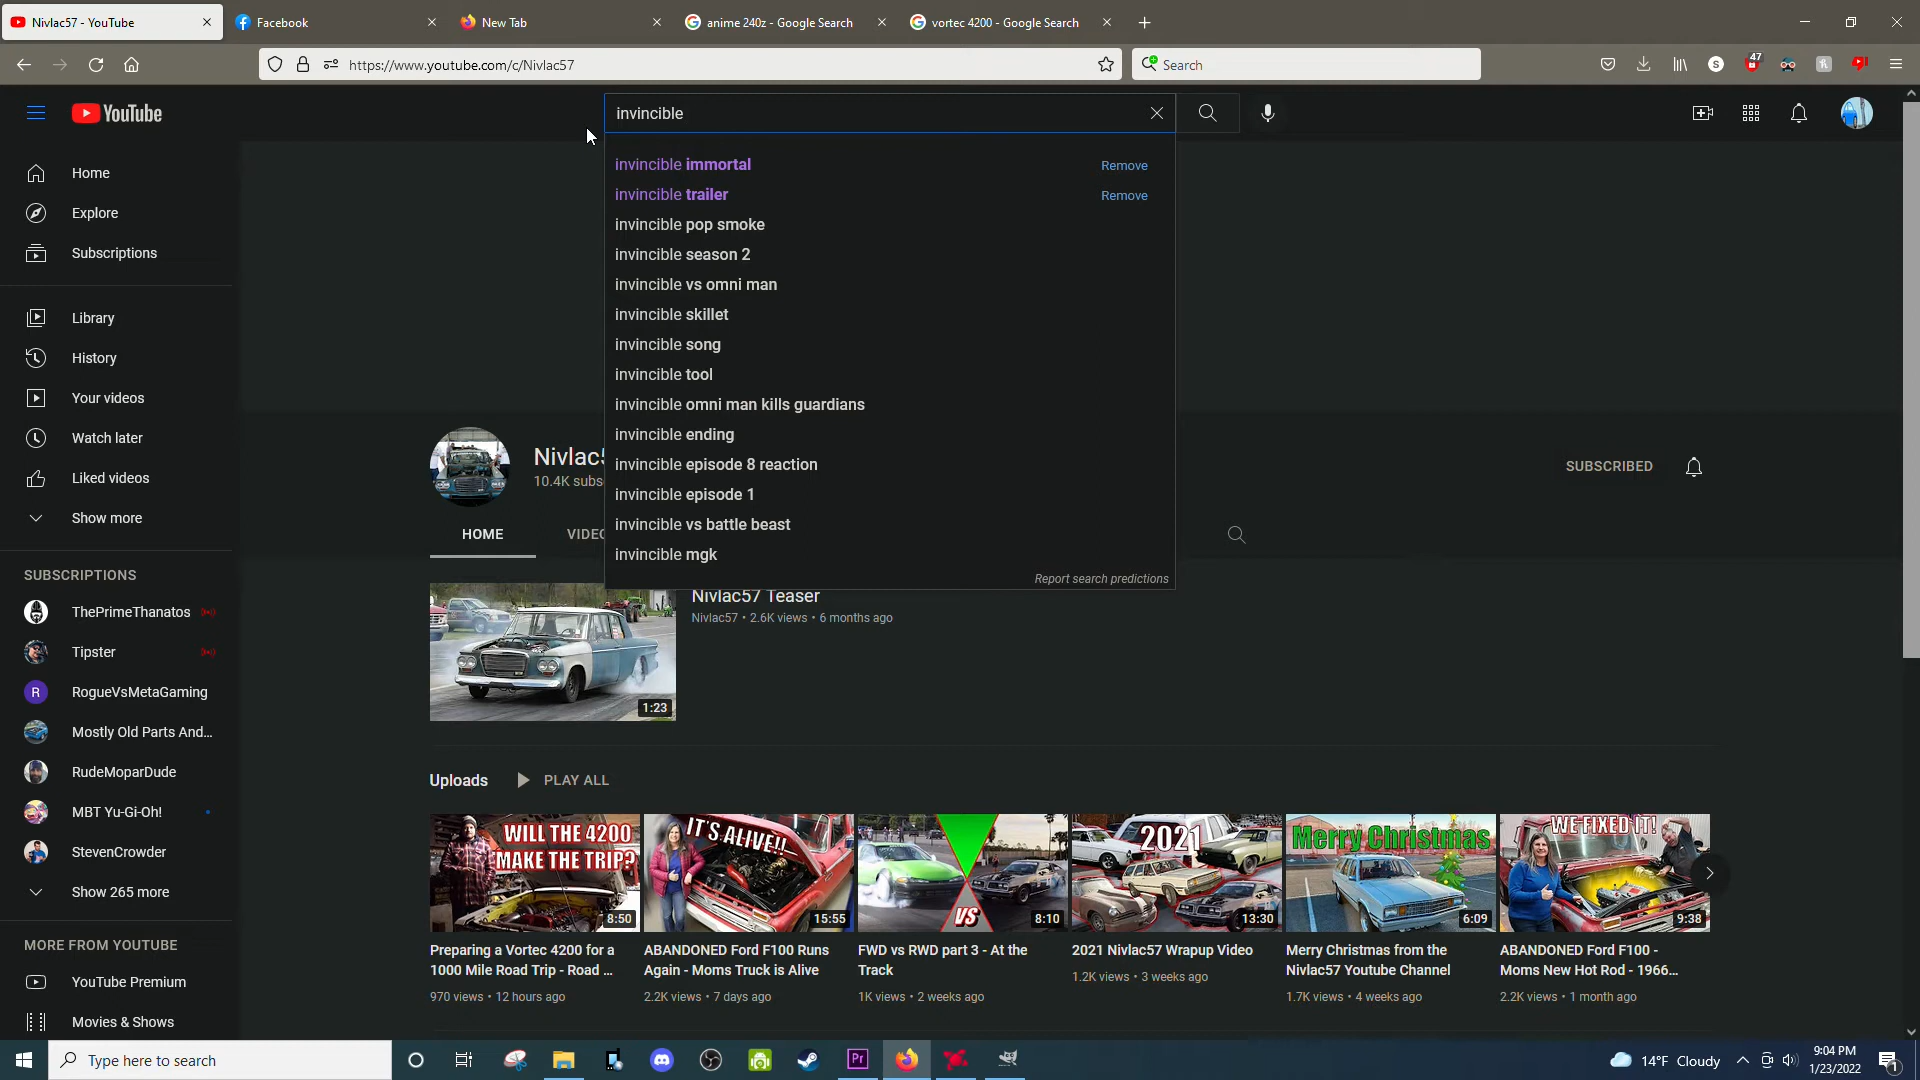 Nivlac57 - YouTube
Facebook
New Tab
anime 240z - Google Search
vortec 4200 - Google Search
https://www.youtube.com/c/Nivlac57
Search
S
47
YouTube
invincible
invincible immortal
Remove
invincible trailer
Remove
invincible pop smoke
invincible season 2
invincible vs omni man
invincible skillet
invincible song
invincible tool
invincible omni man kills guardians
invincible ending
invincible episode 8 reaction
invincible episode 1
invincible vs battle beast
invincible mgk
Report search predictions
Home
Explore
Subscriptions
Library
History
Your videos
Watch later
Liked videos
Show more
SUBSCRIPTIONS
ThePrimeThanatos
Tipster
R
RogueVsMetaGaming
Mostly Old Parts And...
RudeMoparDude
MBT Yu-Gi-Oh!
StevenCrowder
Show 265 more
MORE FROM YOUTUBE
YouTube Premium
Movies & Shows
Nivlac5
10.4K subs
SUBSCRIBED
HOME
VIDEO
1:23
Nivlac57 Teaser
Nivlac57 • 2.6K views • 6 months ago
Uploads
PLAY ALL
WILL THE 4200
MAKE THE TRIP?
8:50
Preparing a Vortec 4200 for a
1000 Mile Road Trip - Road ...
970 views • 12 hours ago
IT'S ALIVE!!
15:55
ABANDONED Ford F100 Runs
Again - Moms Truck is Alive
2.2K views • 7 days ago
VS
8:10
FWD vs RWD part 3 - At the
Track
1K views • 2 weeks ago
2021
13:30
2021 Nivlac57 Wrapup Video
1.2K views • 3 weeks ago
Merry Christmas
6:09
Merry Christmas from the
Nivlac57 Youtube Channel
1.7K views • 4 weeks ago
WE FIXED IT!
9:38
ABANDONED Ford F100 -
Moms New Hot Rod - 1966...
2.2K views • 1 month ago
Type here to search
Pr
14°F Cloudy
9:04 PM
1/23/2022
1